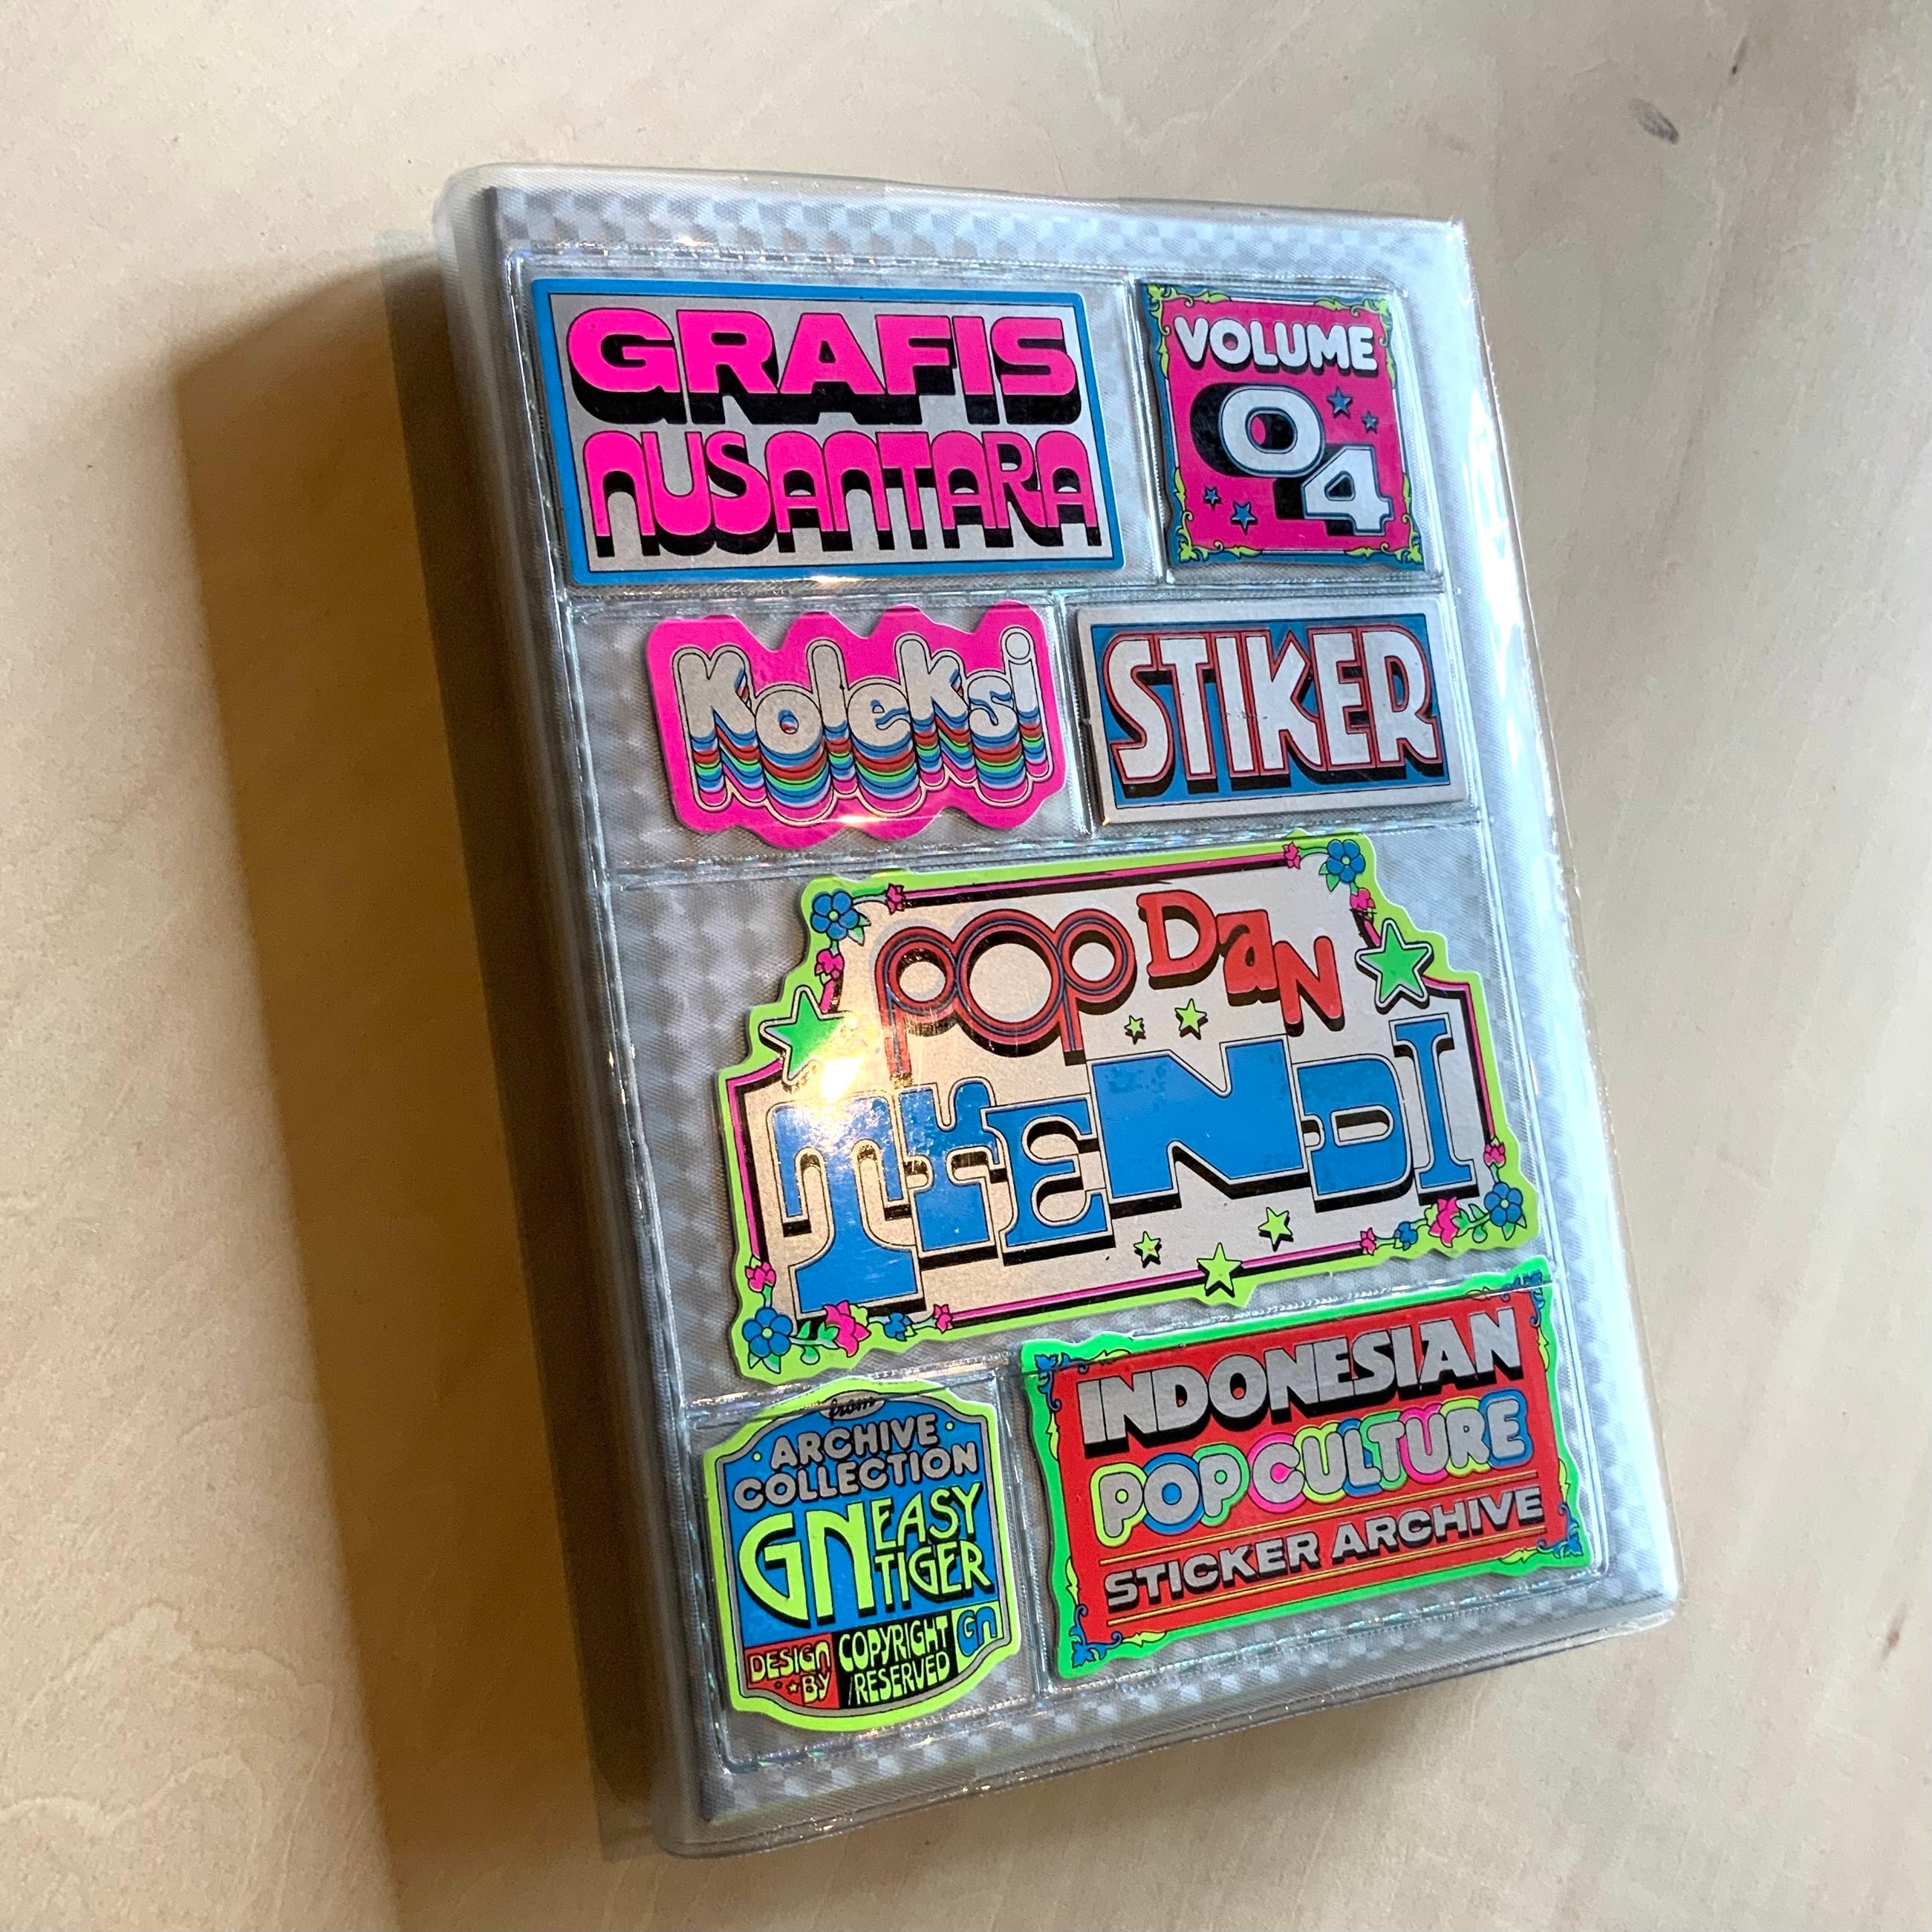 GRAFIS
NUSANTARA
VOLUME
04
Koleksi
STIKER
POP Dan
TRENDI
from
ARCHIVE
COLLECTION
GN EASY
TIGER
DESIGN
BY
COPYRIGHT
/RESERVED
GN
INDONESIAN
POP CULTURE
STICKER ARCHIVE